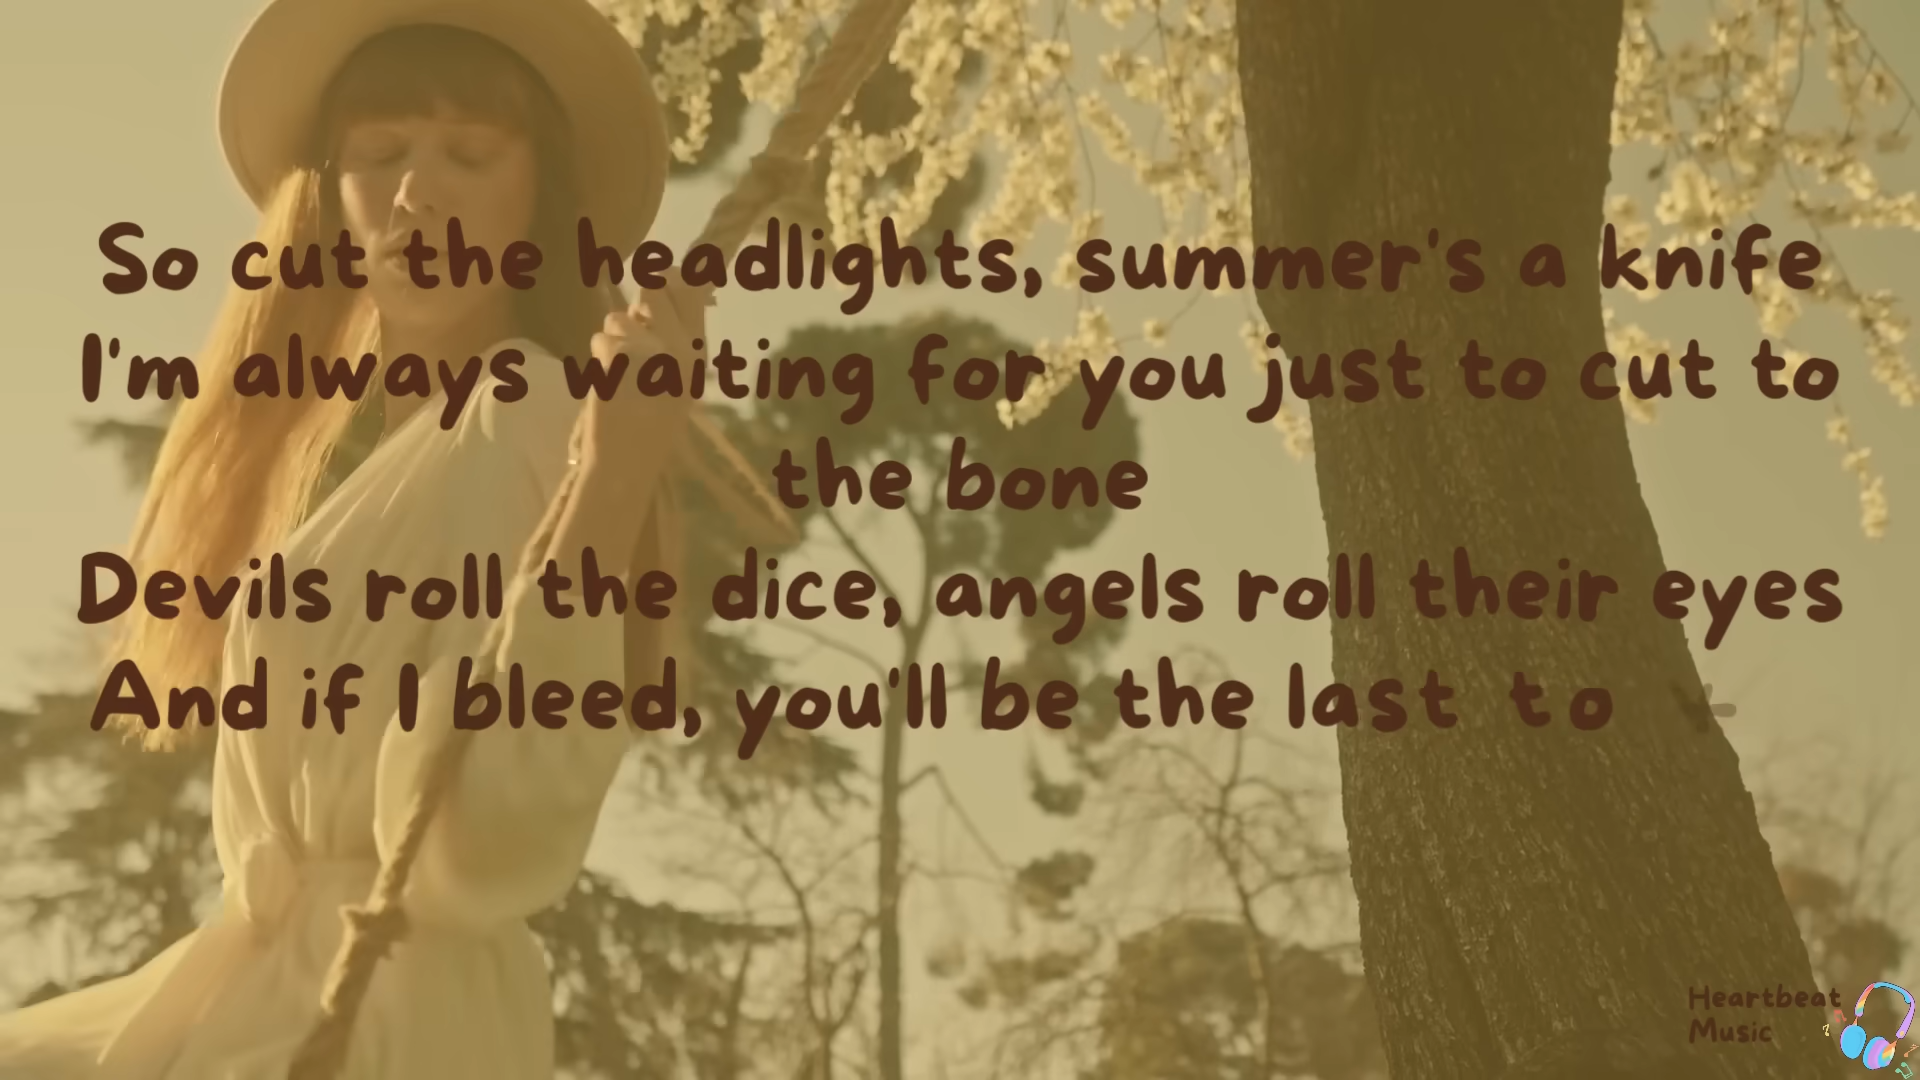 So cut the headlights, summer's a knife
I'm always waiting for you just to cut to
the bone
Devils roll the dice, angels roll their eyes
And if I bleed, you'll be the last to
Heartbeat
Music